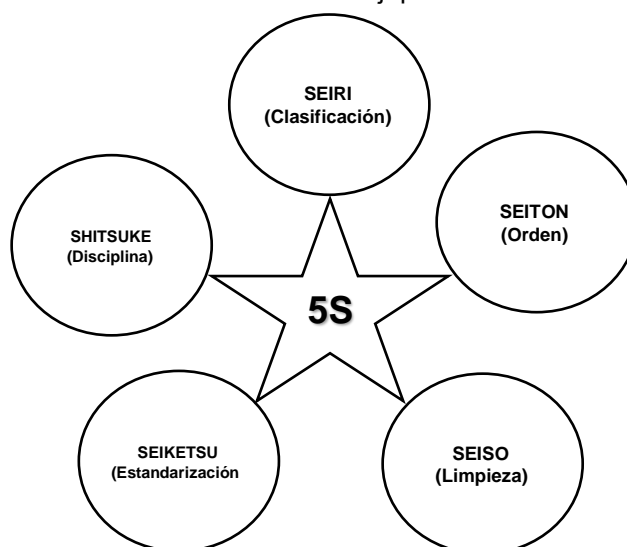 SEIRI
(Clasificación)
SEITON
(Orden)
SHITSUKE
(Disciplina)
5S
SEIKETSU
(Estandarización
SEISO
(Limpieza)